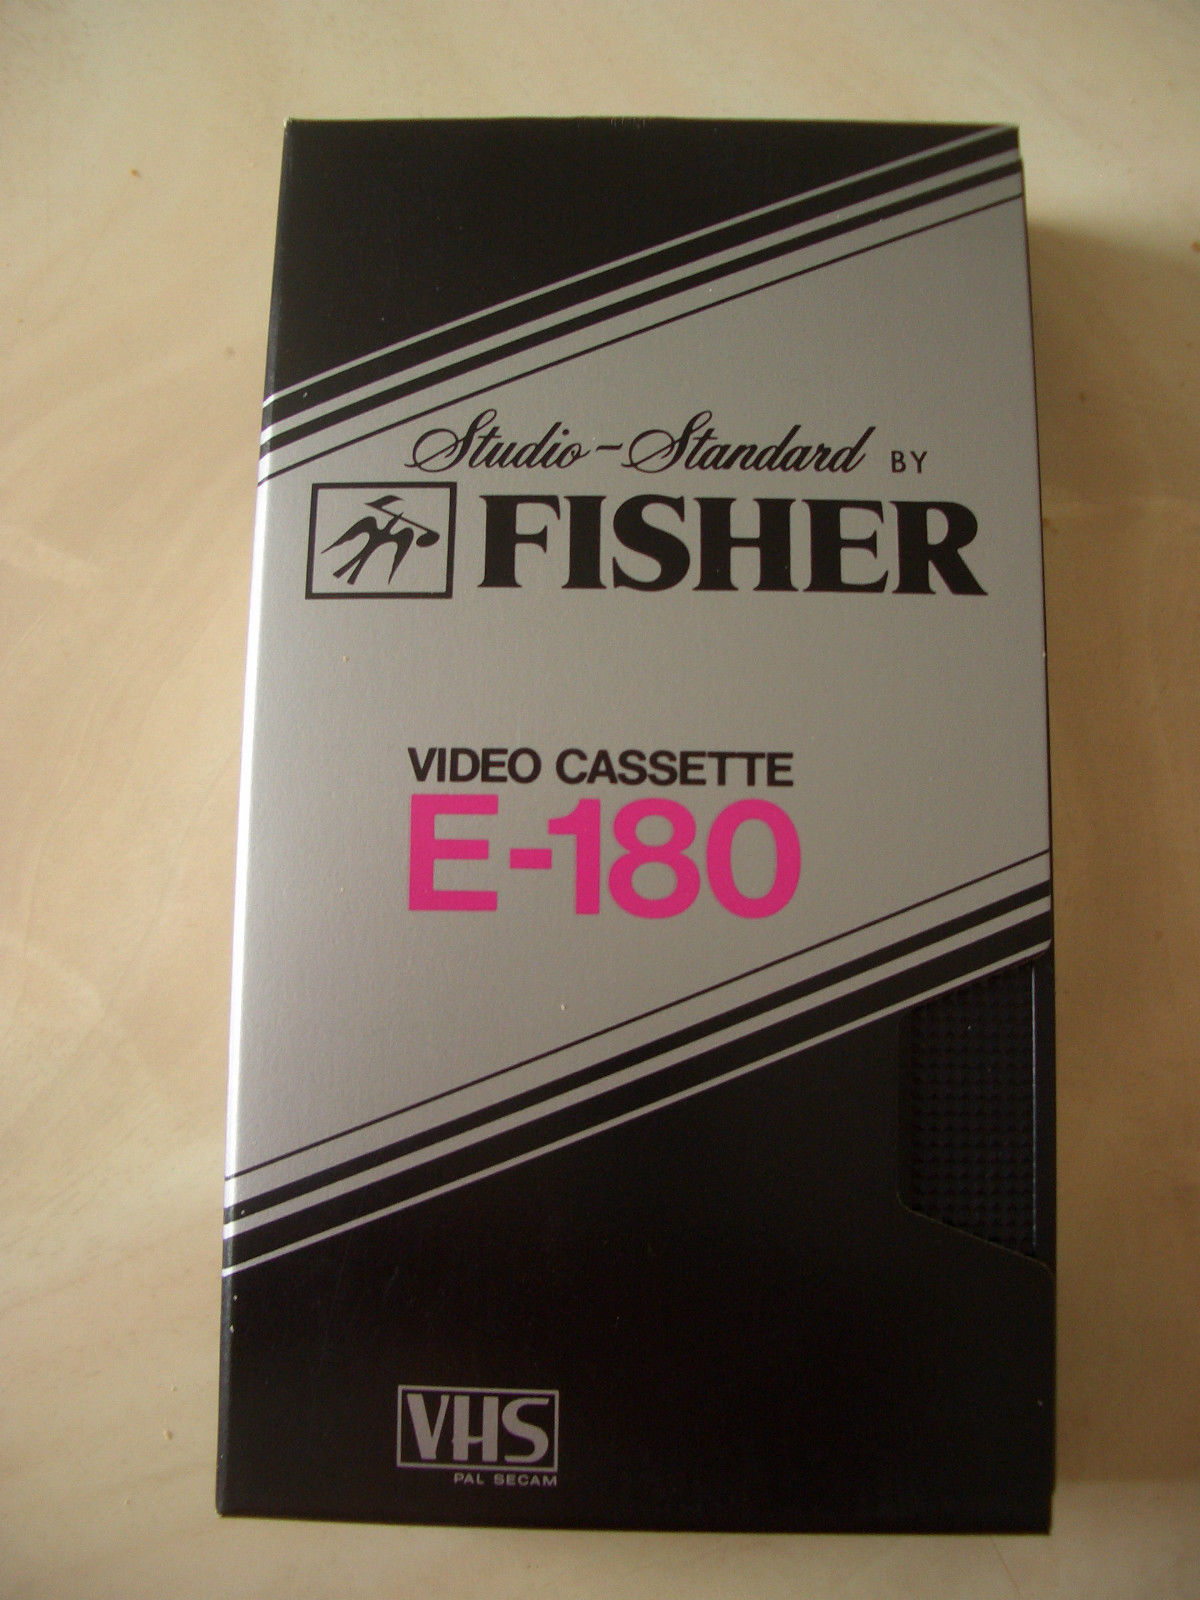 Studio-Standard BY
FISHER
VIDEO CASSETTE
E-180
VHS
PAL SECAM